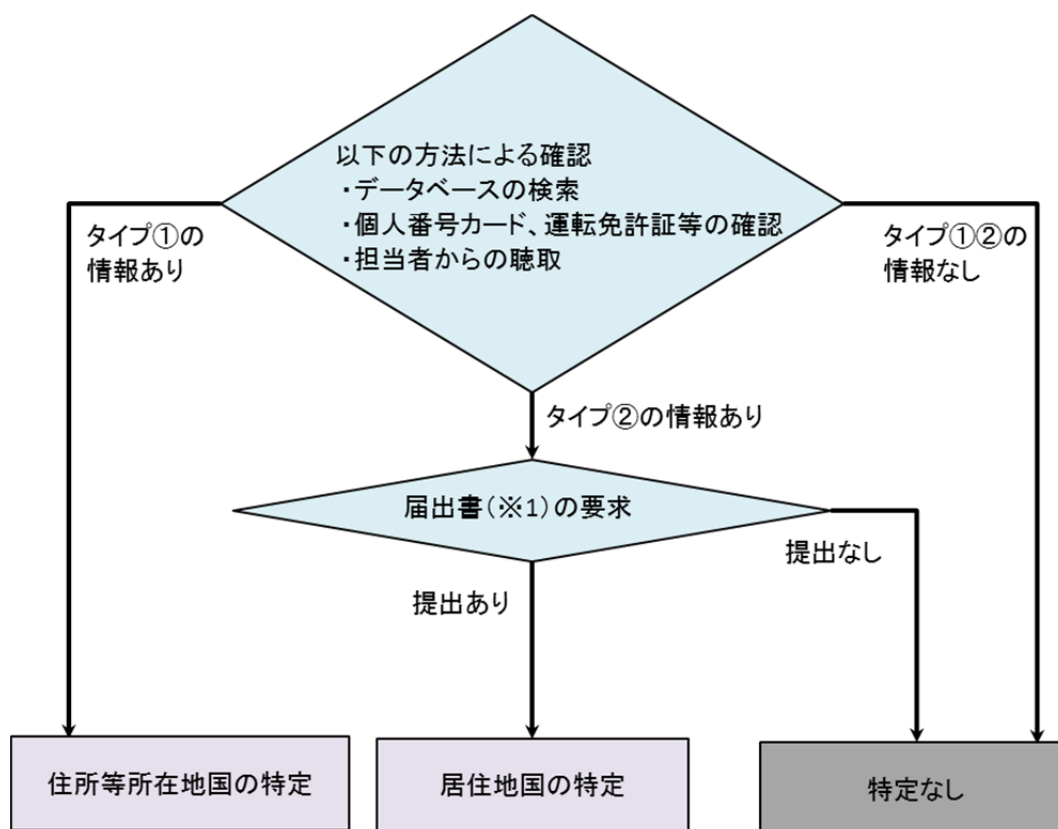 以下の方法による確認
・データベースの検索
・個人番号カード、運転免許証等の確認
・担当者からの聴取
タイプ①の
情報あり
タイプ①②の
情報なし
タイプ②の情報あり
届出書(※1)の要求
提出なし
提出あり
住所等所在地国の特定
居住地国の特定
特定なし